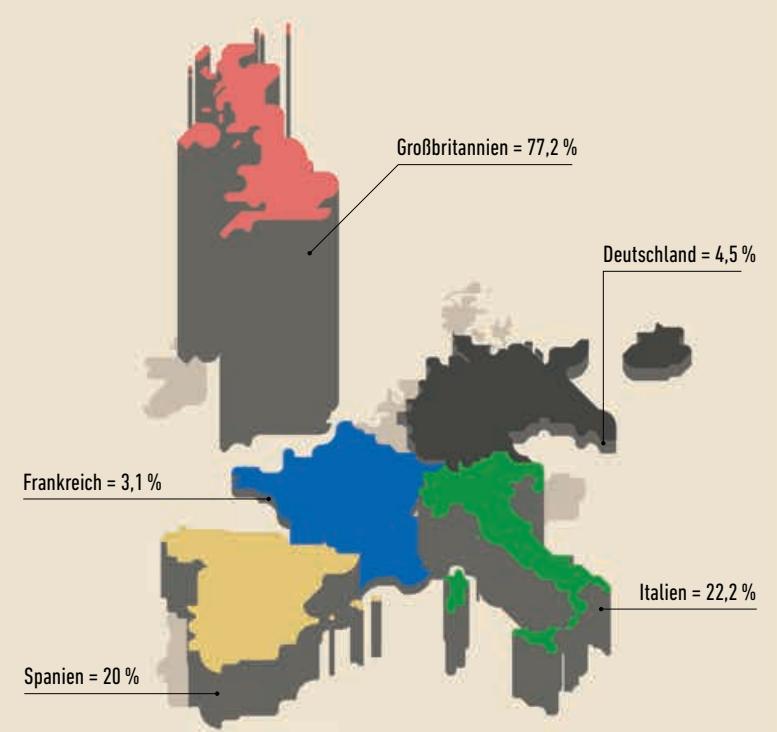 Großbritannien = 77,2 %
Deutschland = 4,5 %
Frankreich = 3,1 %
Italien = 22,2 %
Spanien = 20 %